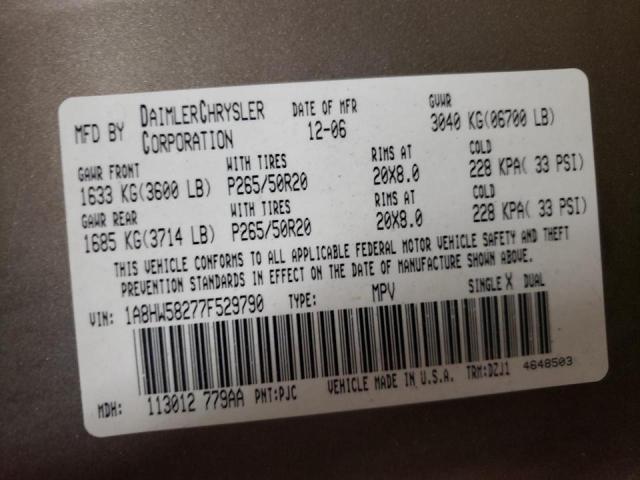 MFD BY DAIMLERCHRYSLER CORPORATION DATE OF MFR 12-06 GVWR 3040 KG(06700 LB)
GAWR FRONT WITH TIRES RIMS AT COLD
1633 KG(3600 LB) P265/50R20 20X8.0 228 KPA( 33 PSI)
GAWR REAR WITH TIRES RIMS AT COLD
1685 KG(3714 LB) P265/50R20 20X8.0 228 KPA( 33 PSI)
THIS VEHICLE CONFORMS TO ALL APPLICABLE FEDERAL MOTOR VEHICLE SAFETY AND THEFT
PREVENTION STANDARDS IN EFFECT ON THE DATE OF MANUFACTURE SHOWN ABOVE.
VIN: 1A8HW58277F529790 TYPE: MPV SINGLE X DUAL
MDH: 113012 779AA PNT:PJC VEHICLE MADE IN U.S.A. TRM:DZJ1 4648503